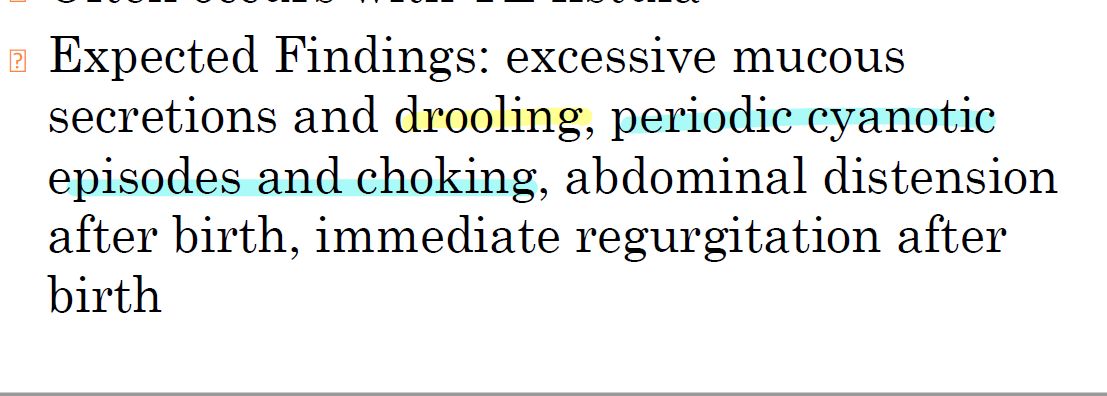 Expected Findings: excessive mucous
secretions and drooling, periodic cyanotic
episodes and choking, abdominal distension
after birth, immediate regurgitation after
birth